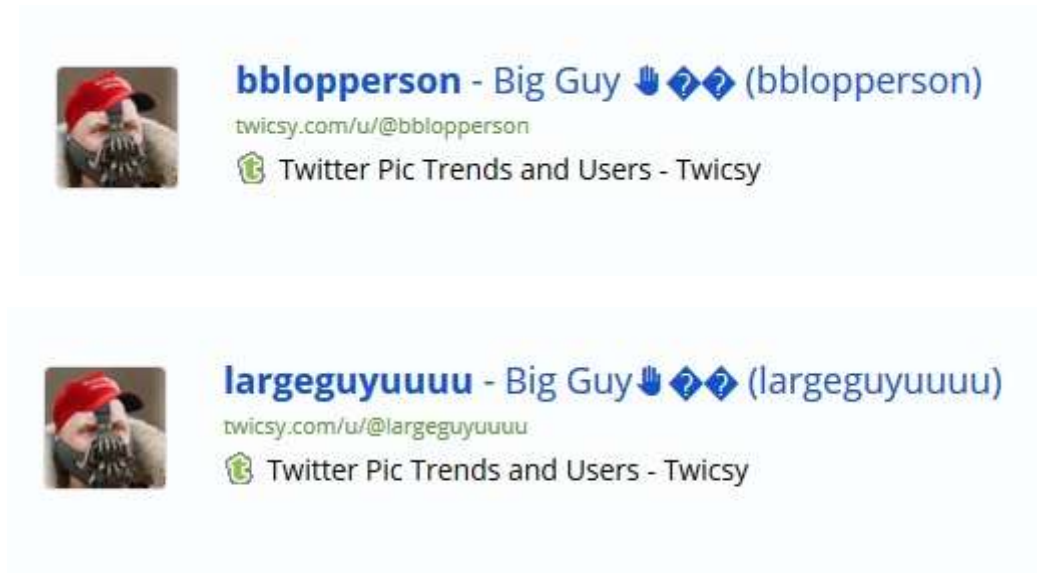 bblopperson - Big Guy 🤚�� (bblopperson)
twicsy.com/u/@bblopperson
Twitter Pic Trends and Users - Twicsy
largeguyuuuu - Big Guy🤚�� (largeguyuuuu)
twicsy.com/u/@largeguyuuuu
Twitter Pic Trends and Users - Twicsy